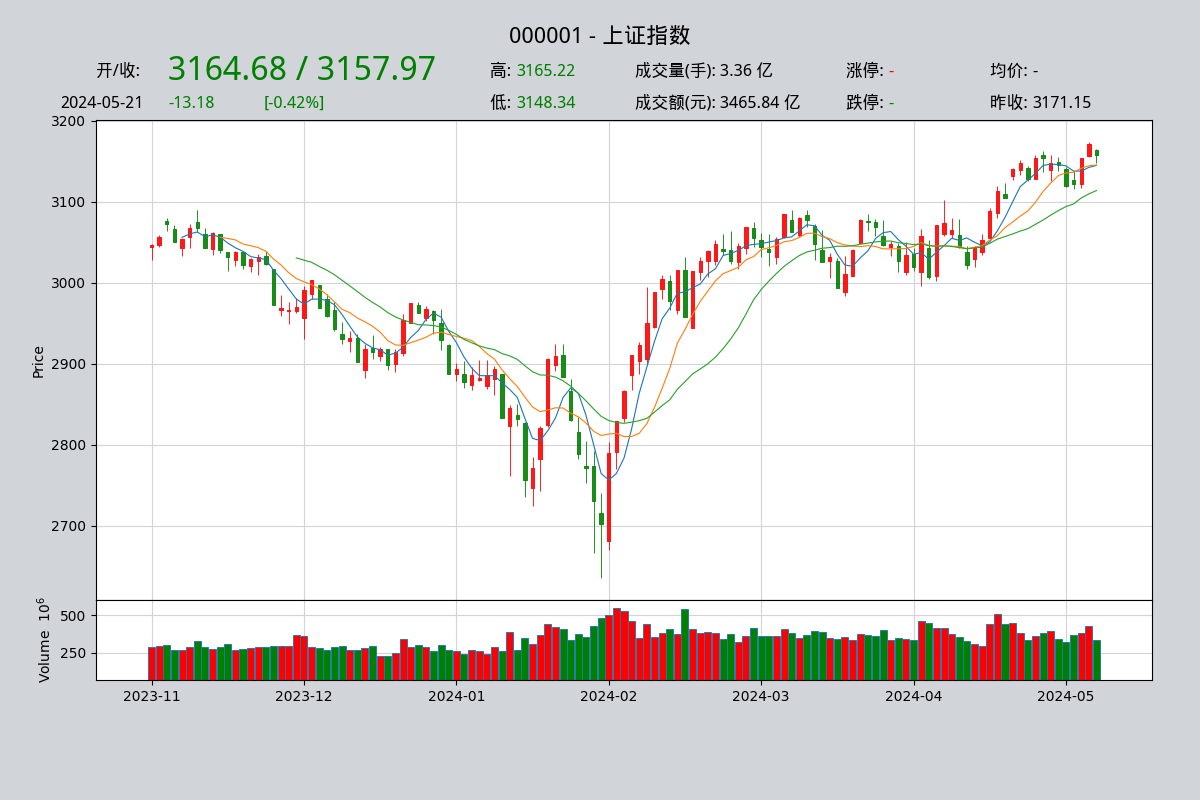 000001 - 上证指数
开/收: 3164.68 / 3157.97 高: 3165.22 成交量(手): 3.36 亿 涨停: - 均价: -
2024-05-21 -13.18 [-0.42%] 低: 3148.34 成交额(元): 3465.84 亿 跌停: - 昨收: 3171.15
3200
3100
3000
2900
2800
2700
Price
500
250
Volume 10⁶
2023-11 2023-12 2024-01 2024-02 2024-03 2024-04 2024-05